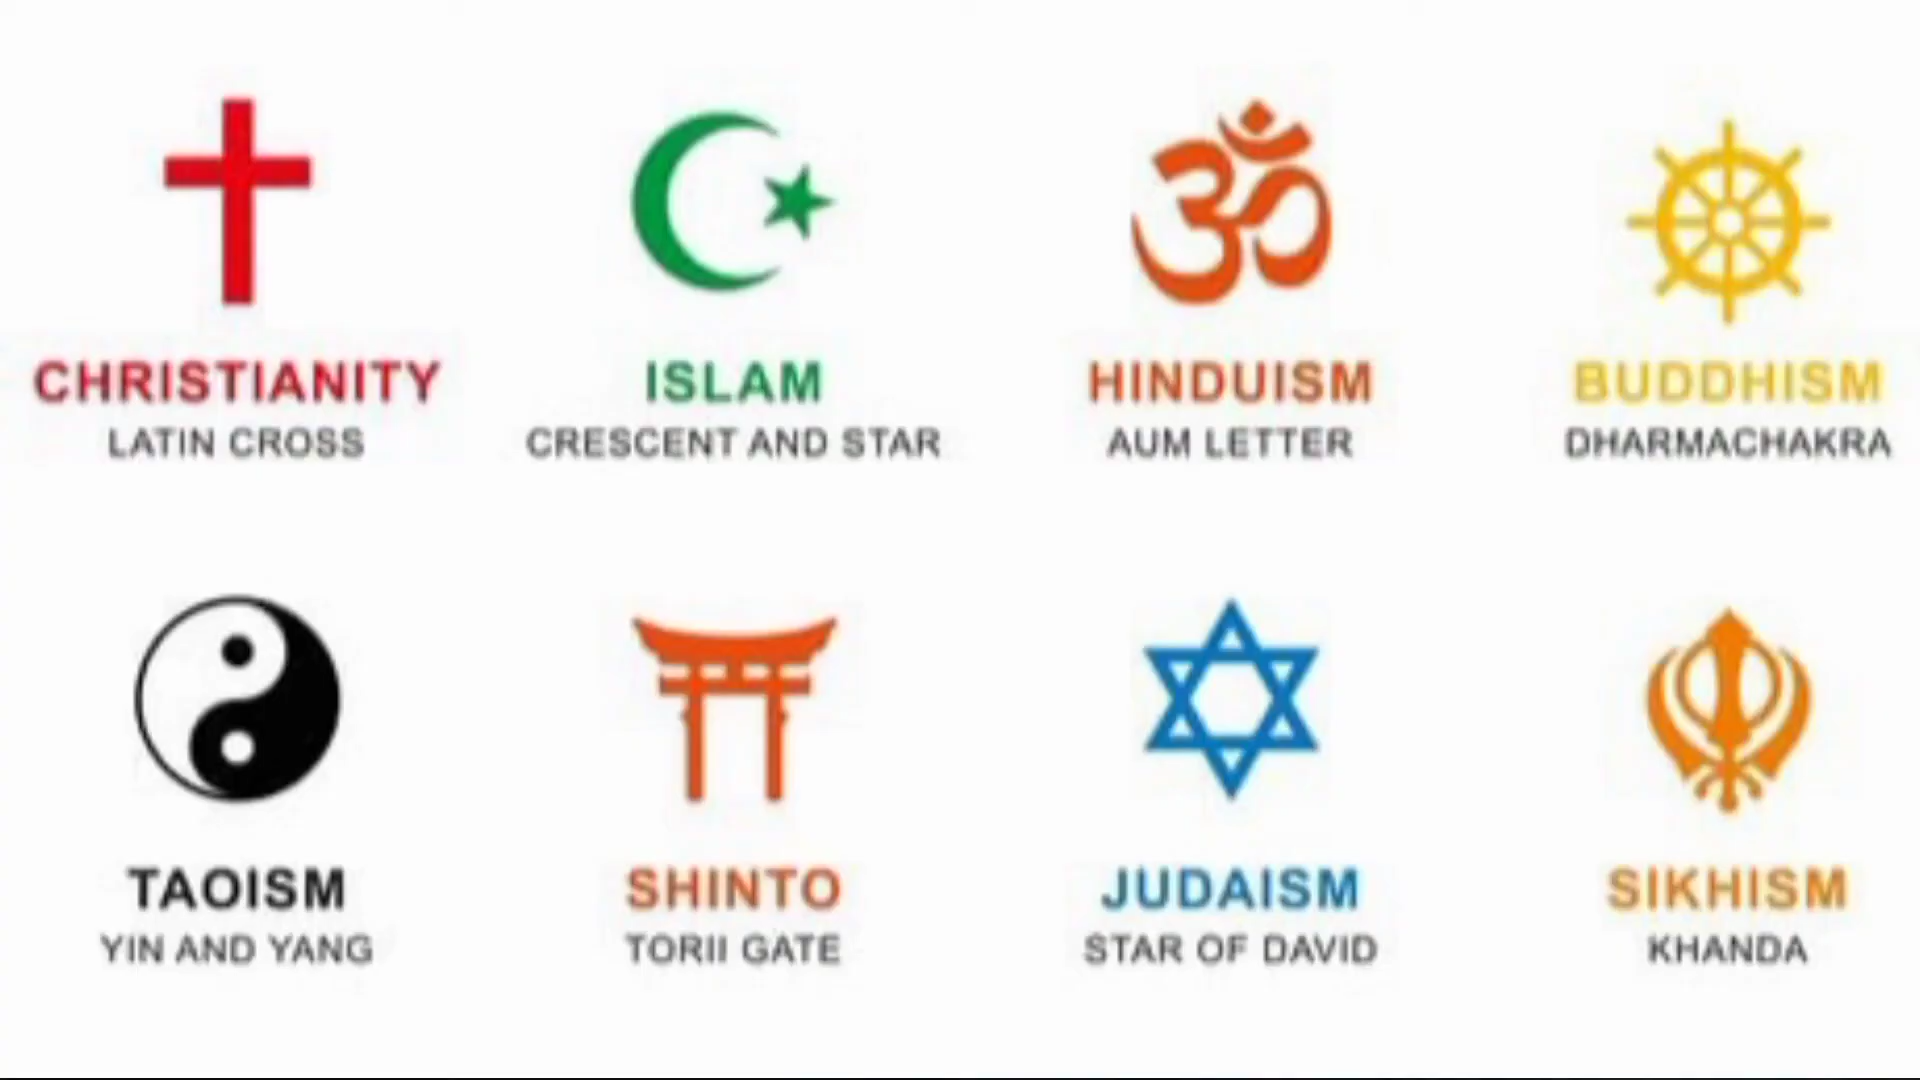 CHRISTIANITY
LATIN CROSS
ISLAM
CRESCENT AND STAR
HINDUISM
AUM LETTER
BUDDHISM
DHARMACHAKRA
TAOISM
YIN AND YANG
SHINTO
TORII GATE
JUDAISM
STAR OF DAVID
SIKHISM
KHANDA